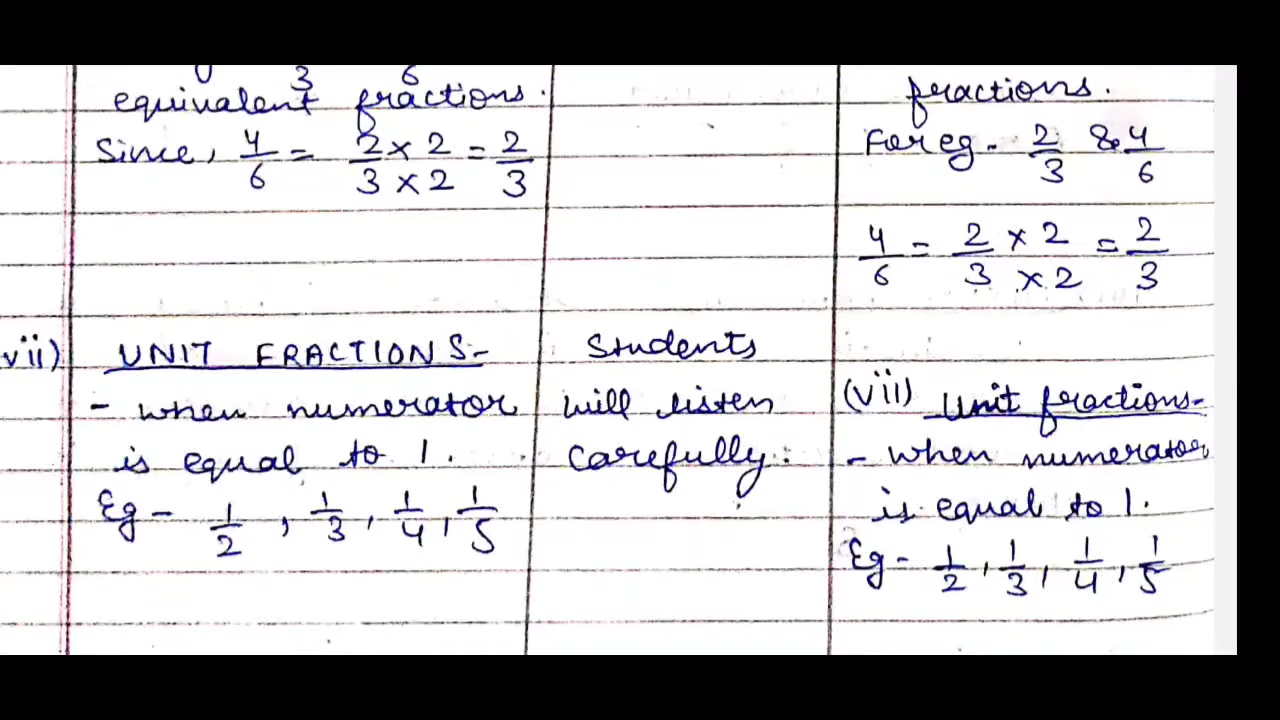 3 6
equivalent fractions.
Since, 4/6 = 2 × 2 / 3 × 2 = 2/3
vii) UNIT FRACTIONS-
- when numerator
is equal to 1.
Eg - 1/2, 1/3, 1/4, 1/5
Students
will listen
carefully.
fractions.
For eg - 2/3 & 4/6
4/6 = 2 × 2 / 3 × 2 = 2/3
(vii) Unit fractions-
- when numerator
is equal to 1.
Eg - 1/2, 1/3, 1/4, 1/5